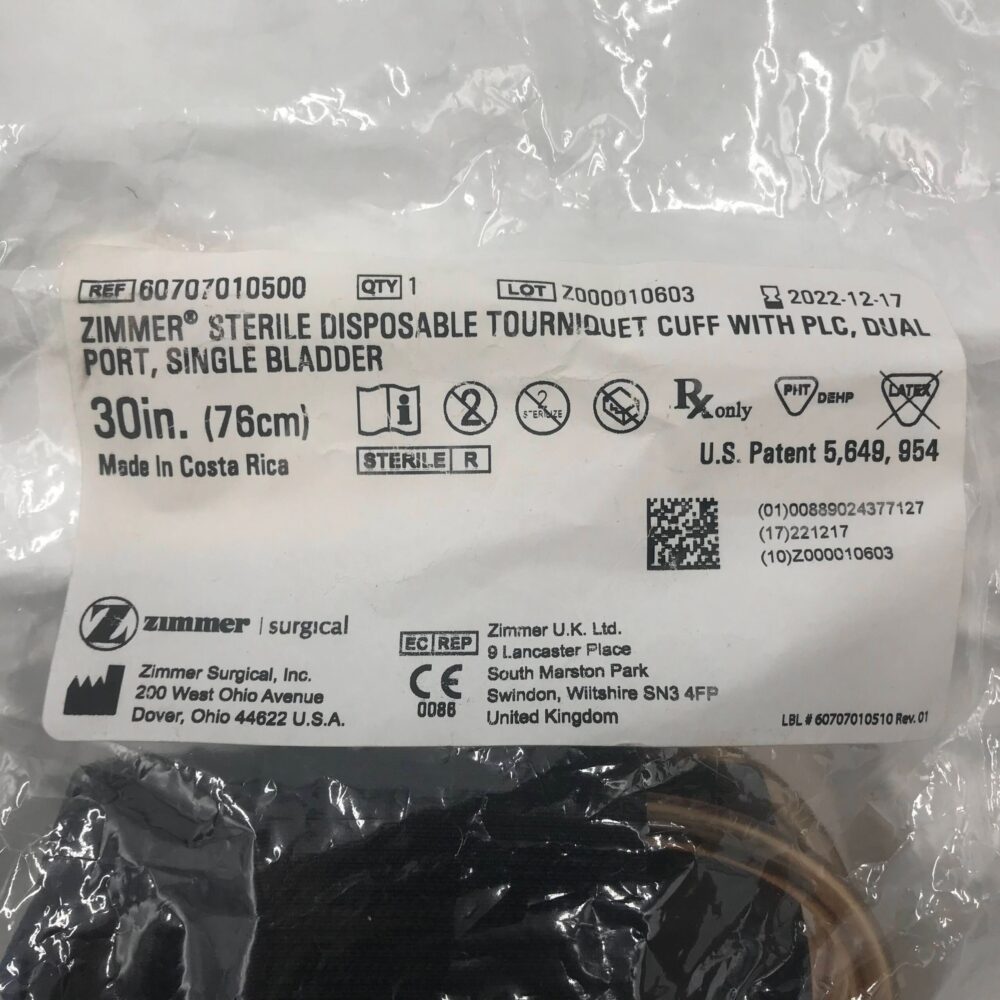 REF 60707010500 QTY 1 LOT Z000010603 2022-12-17
ZIMMER® STERILE DISPOSABLE TOURNIQUET CUFF WITH PLC, DUAL
PORT, SINGLE BLADDER
30in. (76cm) i 2 2 STERILIZE Rx only PHT DEHP LATEX
Made In Costa Rica STERILE R U.S. Patent 5,649, 954
(01)00889024377127
(17)221217
(10)Z000010603
Z zimmer | surgical
Zimmer Surgical, Inc.
200 West Ohio Avenue
Dover, Ohio 44622 U.S.A.
EC REP
CE
0086
Zimmer U.K. Ltd.
9 Lancaster Place
South Marston Park
Swindon, Wiltshire SN3 4FP
United Kingdom
LBL # 60707010510 Rev. 01